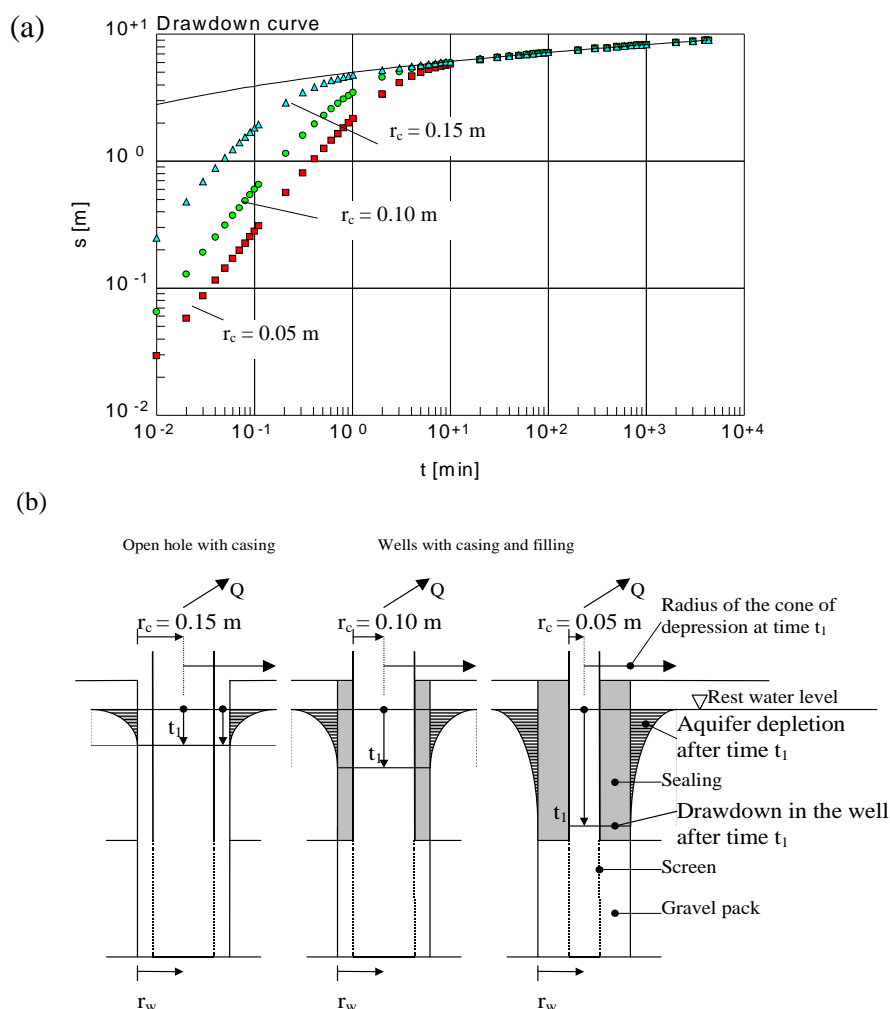 (a)
Drawdown curve
10+1
10 0
10 -1
10 -2
s [m]
rc = 0.15 m
rc = 0.10 m
rc = 0.05 m
10 -2 10 -1 10 0 10 +1 10 +2 10 +3 10 +4
t [min]
(b)
Open hole with casing
Wells with casing and filling
Q Q Q
rc = 0.15 m rc = 0.10 m rc = 0.05 m
Radius of the cone of
depression at time t1
Rest water level
t1
t1
t1
Aquifer depletion
after time t1
Sealing
Drawdown in the well
after time t1
Screen
Gravel pack
rw rw rw